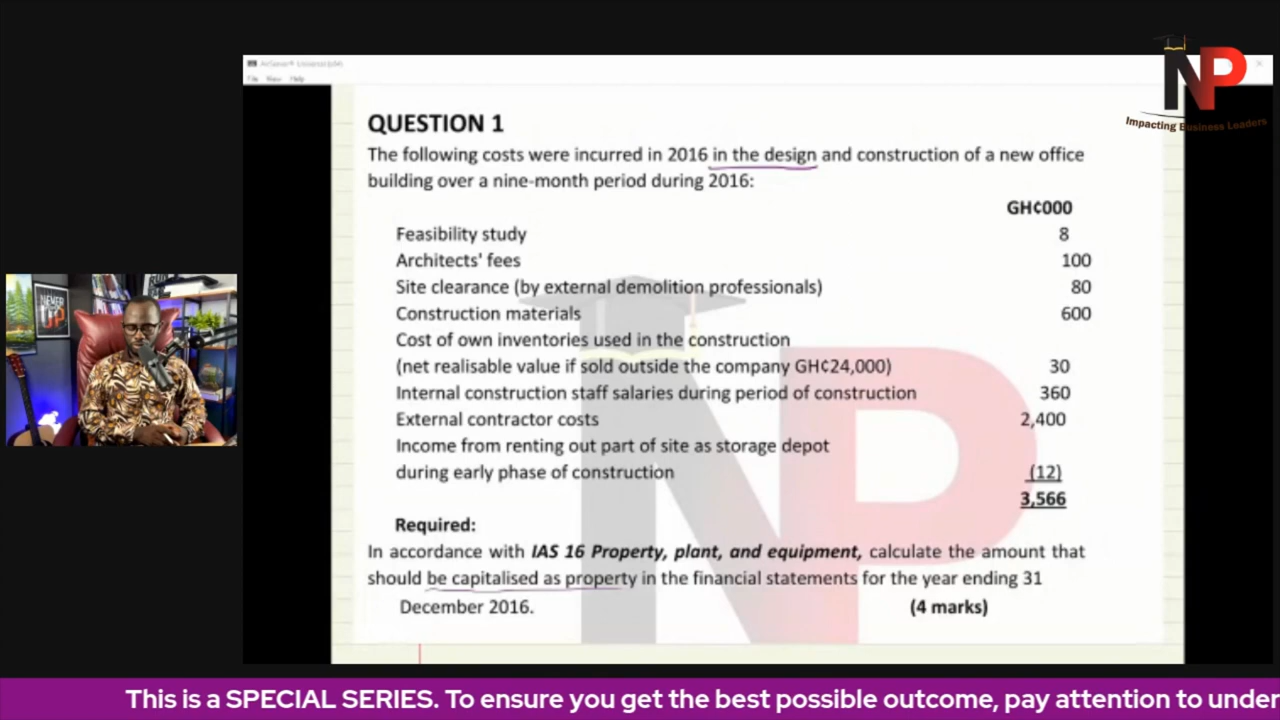 NP
Impacting Business Leaders
File View Help
QUESTION 1
The following costs were incurred in 2016 in the design and construction of a new office
building over a nine-month period during 2016:
GH¢000
Feasibility study 8
Architects' fees 100
Site clearance (by external demolition professionals) 80
Construction materials 600
Cost of own inventories used in the construction
(net realisable value if sold outside the company GH¢24,000) 30
Internal construction staff salaries during period of construction 360
External contractor costs 2,400
Income from renting out part of site as storage depot
during early phase of construction (12)
3,566
Required:
In accordance with IAS 16 Property, plant, and equipment, calculate the amount that
should be capitalised as property in the financial statements for the year ending 31
December 2016. (4 marks)
This is a SPECIAL SERIES. To ensure you get the best possible outcome, pay attention to under